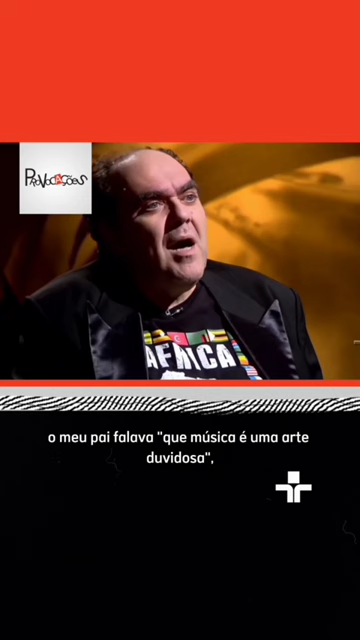 PROVOCAÇÕES
AFRICA
o meu pai falava "que música é uma arte
duvidosa",